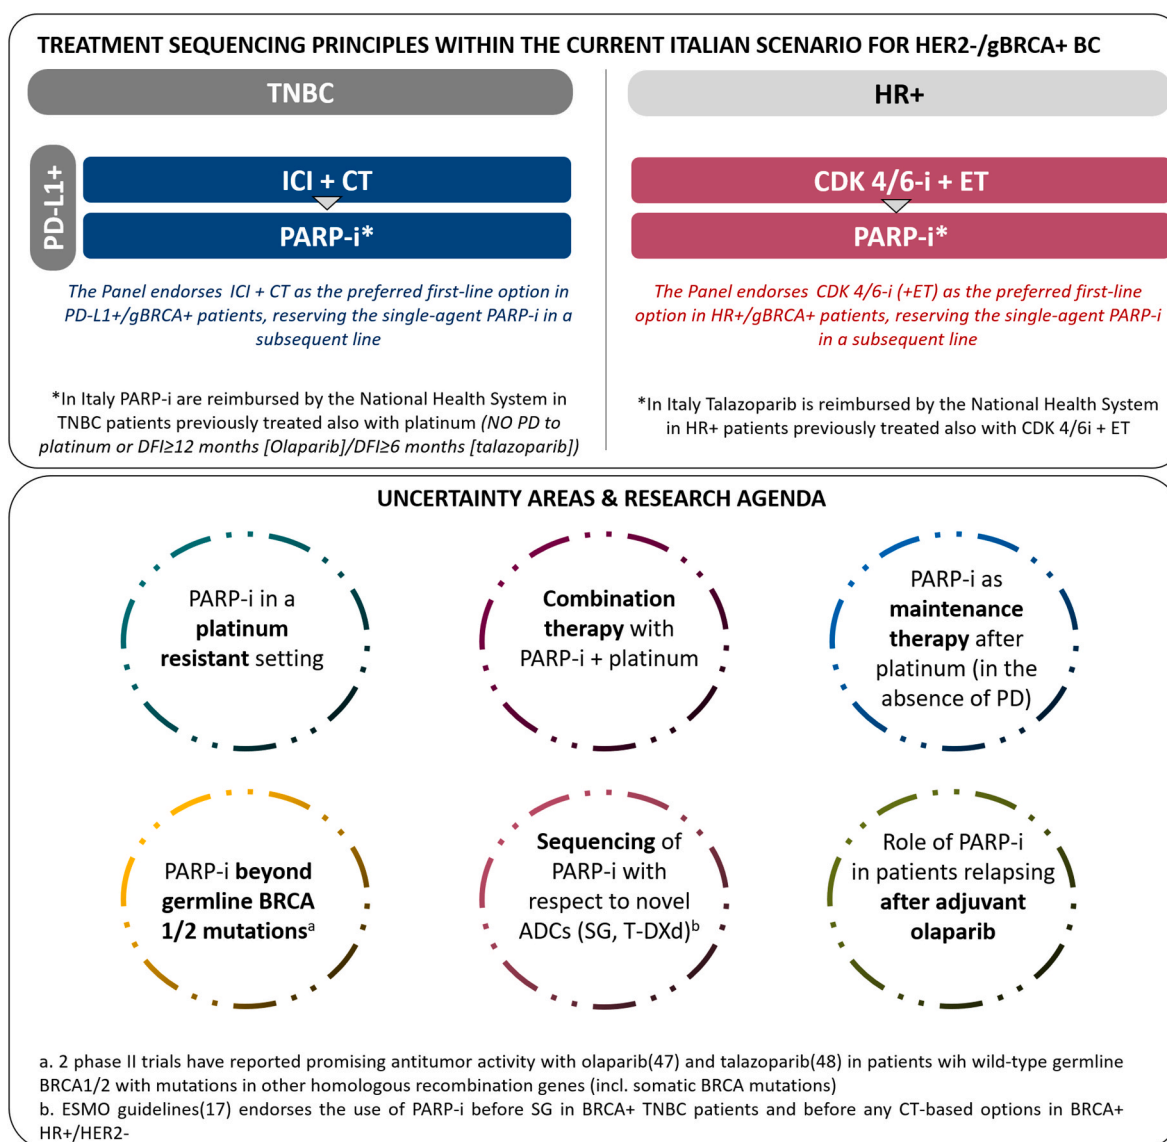 TREATMENT SEQUENCING PRINCIPLES WITHIN THE CURRENT ITALIAN SCENARIO FOR HER2-/gBRCA+ BC
TNBC
PD-L1+
ICI + CT
PARP-i*
The Panel endorses ICI + CT as the preferred first-line option in
PD-L1+/gBRCA+ patients, reserving the single-agent PARP-i in a
subsequent line
*In Italy PARP-i are reimbursed by the National Health System in
TNBC patients previously treated also with platinum (NO PD to
platinum or DFI≥12 months [Olaparib]/DFI≥6 months [talazoparib])
HR+
CDK 4/6-i + ET
PARP-i*
The Panel endorses CDK 4/6-i (+ET) as the preferred first-line
option in HR+/gBRCA+ patients, reserving the single-agent PARP-i
in a subsequent line
*In Italy Talazoparib is reimbursed by the National Health System
in HR+ patients previously treated also with CDK 4/6i + ET
UNCERTAINTY AREAS & RESEARCH AGENDA
PARP-i in a
platinum
resistant setting
Combination
therapy with
PARP-i + platinum
PARP-i as
maintenance
therapy after
platinum (in the
absence of PD)
PARP-i beyond
germline BRCA
1/2 mutationsa
Sequencing of
PARP-i with
respect to novel
ADCs (SG, T-DXd)b
Role of PARP-i
in patients relapsing
after adjuvant
olaparib
a. 2 phase II trials have reported promising antitumor activity with olaparib(47) and talazoparib(48) in patients wih wild-type germline
BRCA1/2 with mutations in other homologous recombination genes (incl. somatic BRCA mutations)
b. ESMO guidelines(17) endorses the use of PARP-i before SG in BRCA+ TNBC patients and before any CT-based options in BRCA+
HR+/HER2-